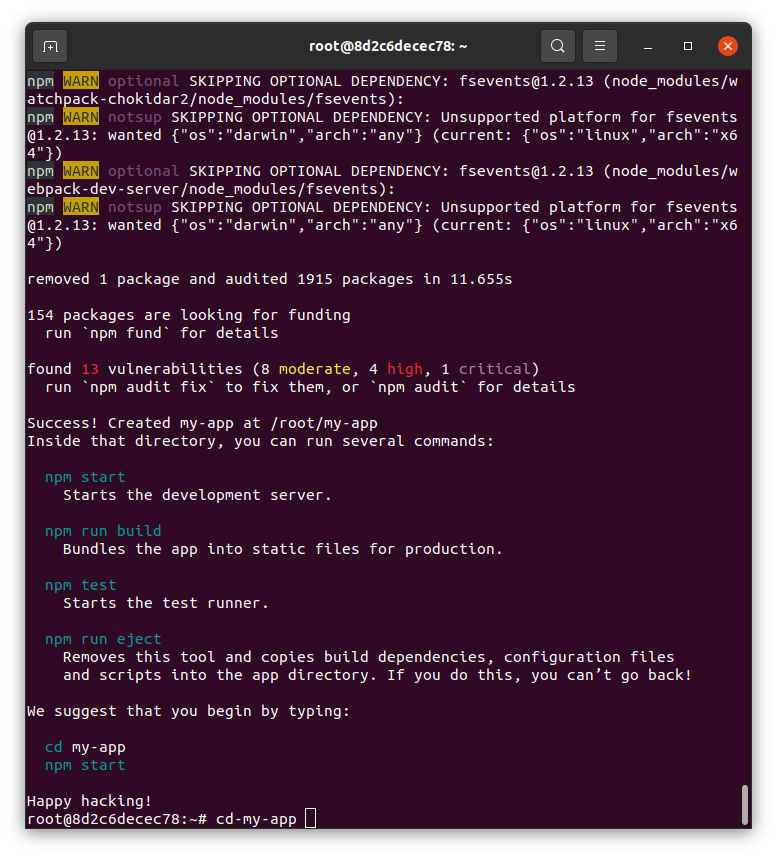 root@8d2c6decec78: ~
npm WARN optional SKIPPING OPTIONAL DEPENDENCY: fsevents@1.2.13 (node_modules/w
atchpack-chokidar2/node_modules/fsevents):
npm WARN notsup SKIPPING OPTIONAL DEPENDENCY: Unsupported platform for fsevents
@1.2.13: wanted {"os":"darwin","arch":"any"} (current: {"os":"linux","arch":"x6
4"})
npm WARN optional SKIPPING OPTIONAL DEPENDENCY: fsevents@1.2.13 (node_modules/w
ebpack-dev-server/node_modules/fsevents):
npm WARN notsup SKIPPING OPTIONAL DEPENDENCY: Unsupported platform for fsevents
@1.2.13: wanted {"os":"darwin","arch":"any"} (current: {"os":"linux","arch":"x6
4"})
removed 1 package and audited 1915 packages in 11.655s
154 packages are looking for funding
run `npm fund` for details
found 13 vulnerabilities (8 moderate, 4 high, 1 critical)
run `npm audit fix` to fix them, or `npm audit` for details
Success! Created my-app at /root/my-app
Inside that directory, you can run several commands:
npm start
Starts the development server.
npm run build
Bundles the app into static files for production.
npm test
Starts the test runner.
npm run eject
Removes this tool and copies build dependencies, configuration files
and scripts into the app directory. If you do this, you can’t go back!
We suggest that you begin by typing:
cd my-app
npm start
Happy hacking!
root@8d2c6decec78:~# cd-my-app